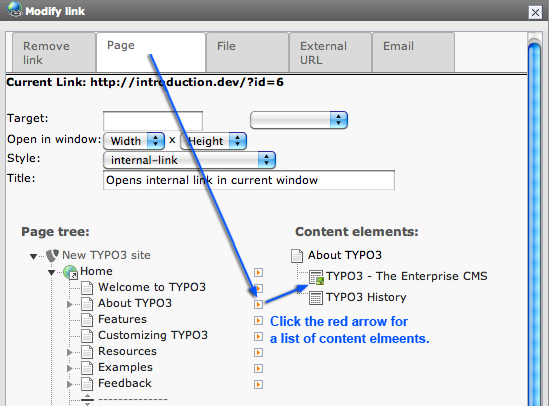 Modify link
Remove link
Page
File
External URL
Email
Current Link: http://introduction.dev/?id=6
Target:
Open in window: Width x Height
Style: internal-link
Title: Opens internal link in current window
Page tree:
Content elements:
New TYPO3 site
About TYPO3
Home
TYPO3 - The Enterprise CMS
Welcome to TYPO3
About TYPO3
TYPO3 History
Features
Click the red arrow for
Customizing TYPO3
a list of content elmeents.
Resources
Examples
Feedback
--------------